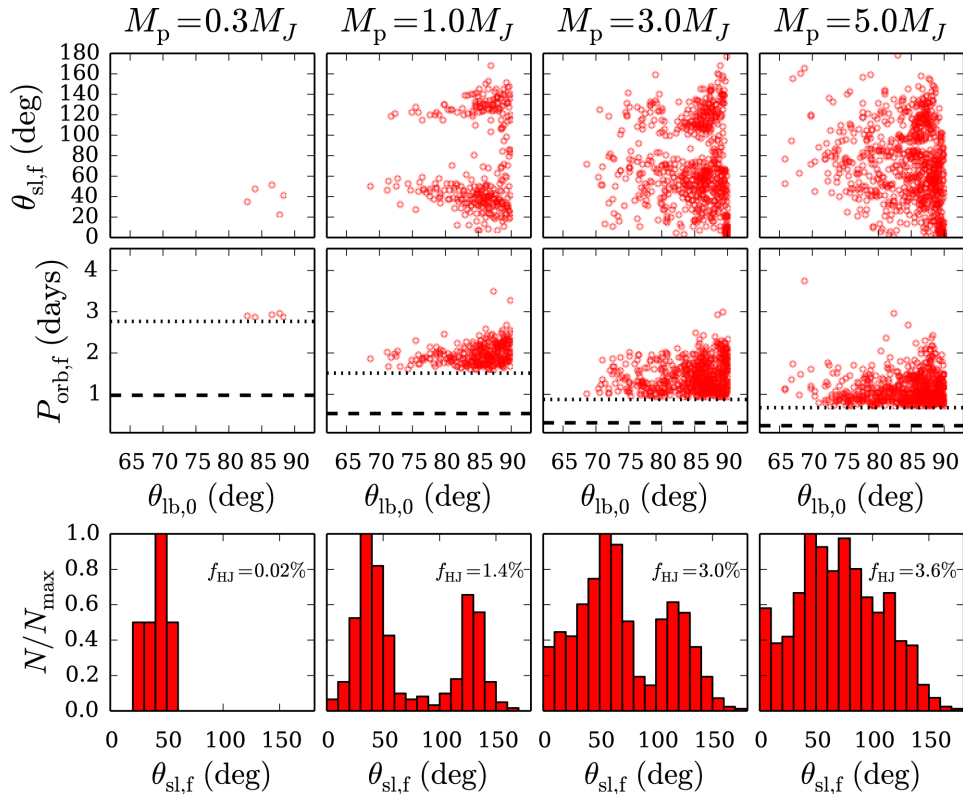 M_p=0.3M_J M_p=1.0M_J M_p=3.0M_J M_p=5.0M_J
θ_sl,f (deg)
180
160
140
120
100
80
60
40
20
0
P_orb,f (days)
4
3
2
1
65 70 75 80 85 90 65 70 75 80 85 90 65 70 75 80 85 90 65 70 75 80 85 90
θ_lb,0 (deg) θ_lb,0 (deg) θ_lb,0 (deg) θ_lb,0 (deg)
N/N_max
1.0
0.8
0.6
0.4
0.2
0.0
f_HJ=0.02% f_HJ=1.4% f_HJ=3.0% f_HJ=3.6%
0 50 100 150 0 50 100 150 0 50 100 150 0 50 100 150
θ_sl,f (deg) θ_sl,f (deg) θ_sl,f (deg) θ_sl,f (deg)